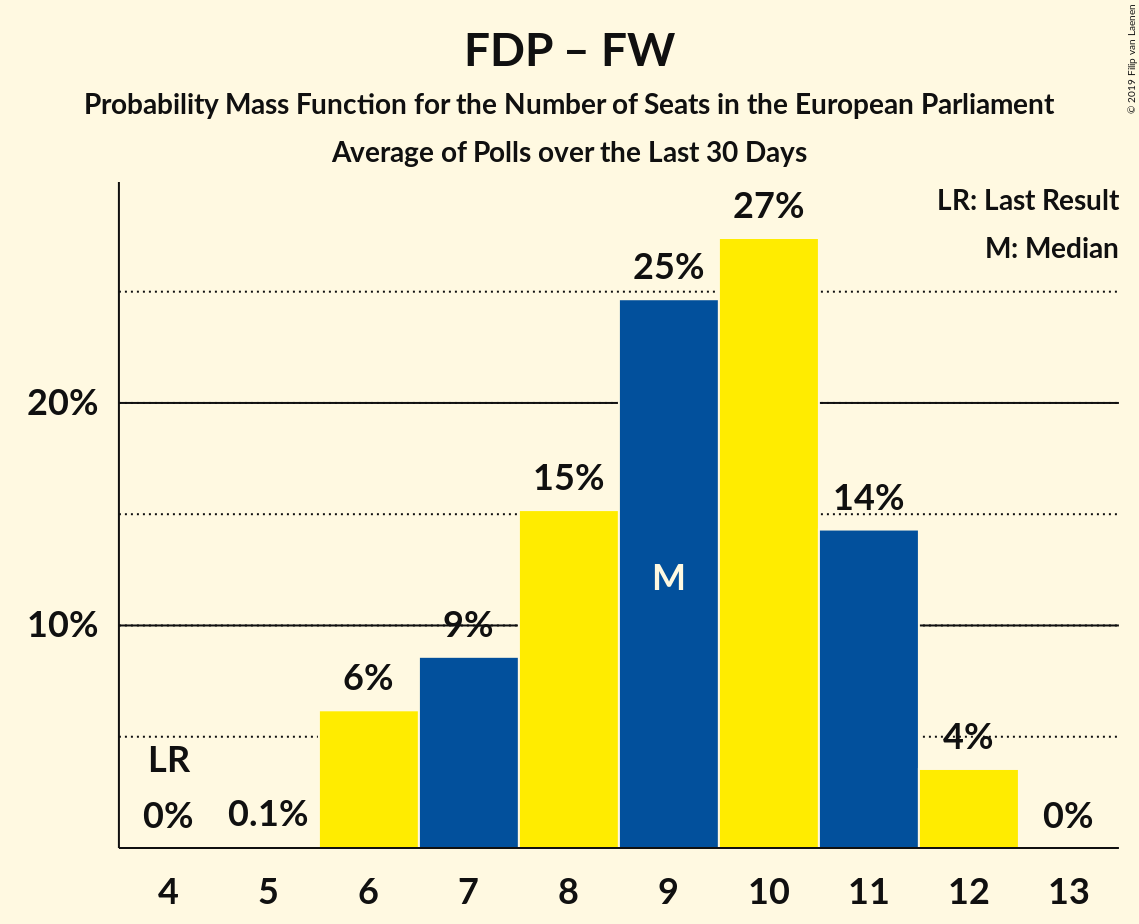 FDP – FW
Probability Mass Function for the Number of Seats in the European Parliament
Average of Polls over the Last 30 Days
© 2019 Filip van Laenen
LR: Last Result
M: Median
27%
25%
20%
15%
14%
M
10%
9%
6%
4%
LR
0%
0.1%
0%
4 5 6 7 8 9 10 11 12 13